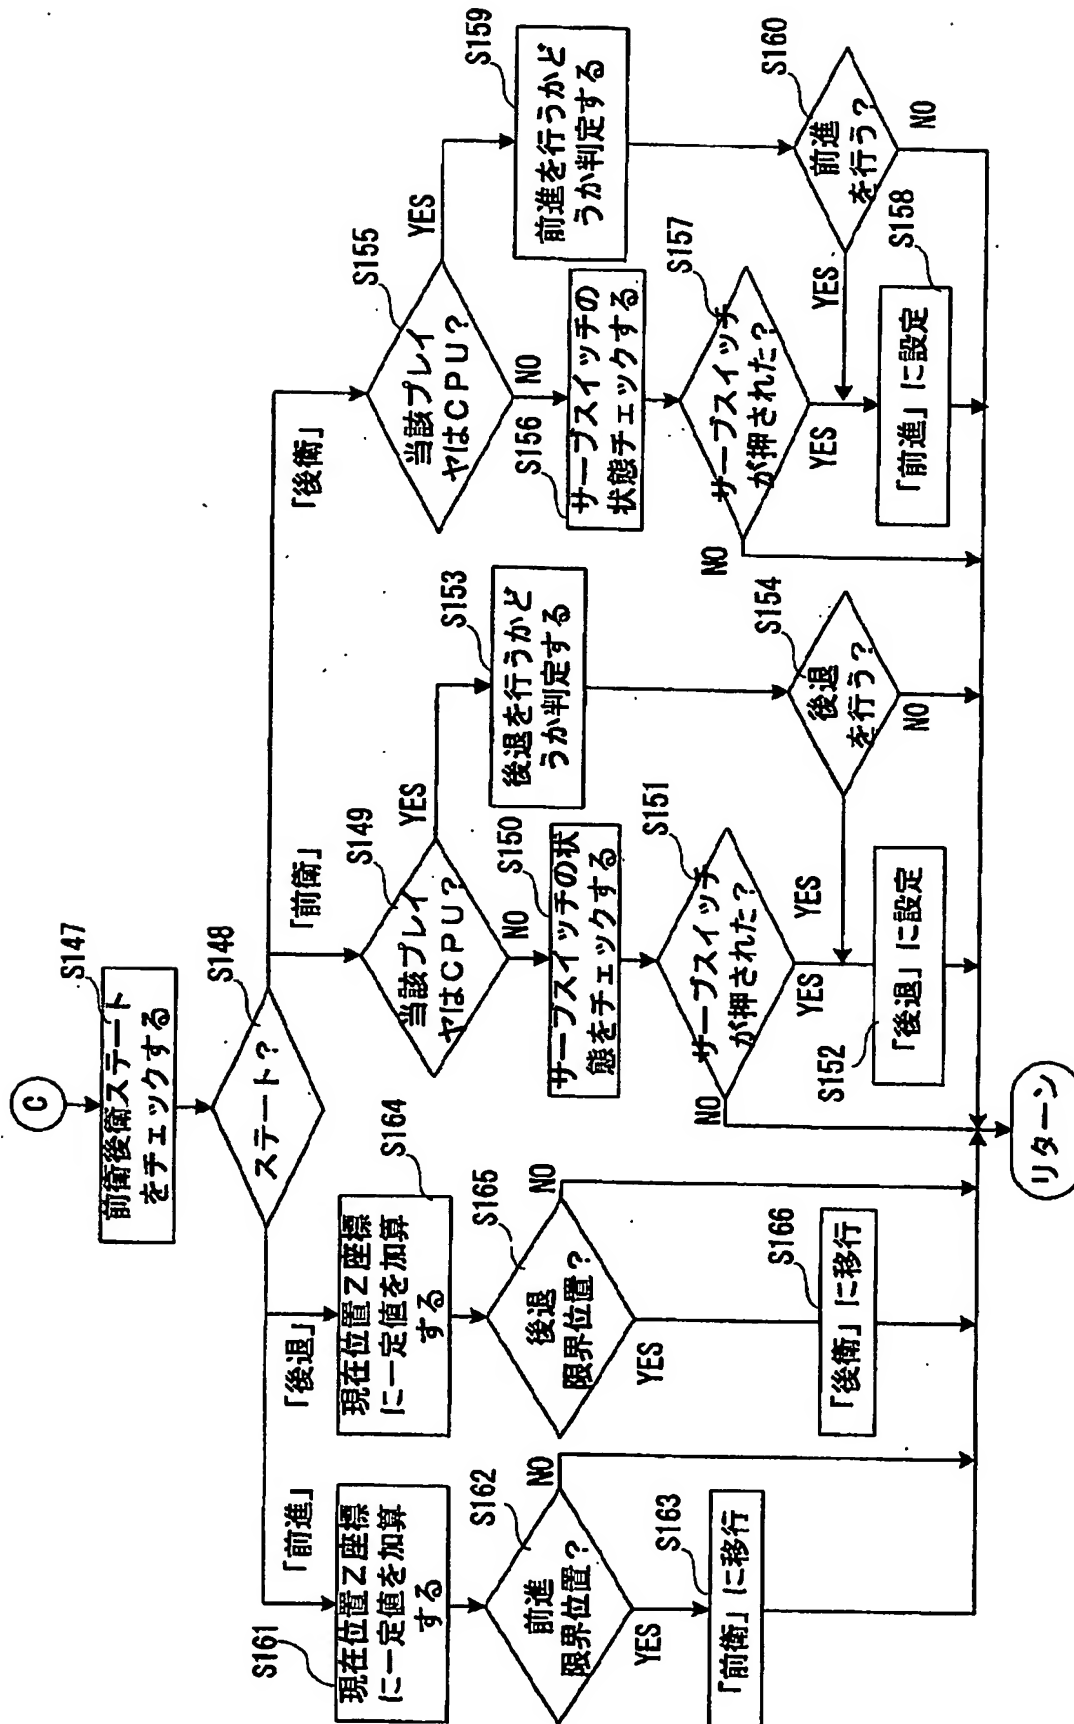 C
S147
前衛後衛ステート
をチェックする
S148
ステート?
「前進」
「後退」
「前衛」
「後衛」
S161
現在位置Z座標
に一定値を加算
する
S162
前進
限界位置?
NO
YES
S163
「前衛」に移行
S164
現在位置Z座標
に一定値を加算
する
S165
後退
限界位置?
NO
YES
S166
「後衛」に移行
S149
当該プレイ
ヤはCPU?
YES
NO
S150
サーブスイッチの状
態をチェックする
S151
サーブスイッチ
が押された?
NO
YES
S152
「後退」に設定
S153
後退を行うかど
うか判定する
S154
後退
を行う?
YES
NO
S155
当該プレイ
ヤはCPU?
YES
NO
S156
サーブスイッチの
状態チェックする
S157
サーブスイッチ
が押された?
NO
YES
S158
「前進」に設定
S159
前進を行うかど
うか判定する
S160
前進
を行う?
YES
NO
リターン